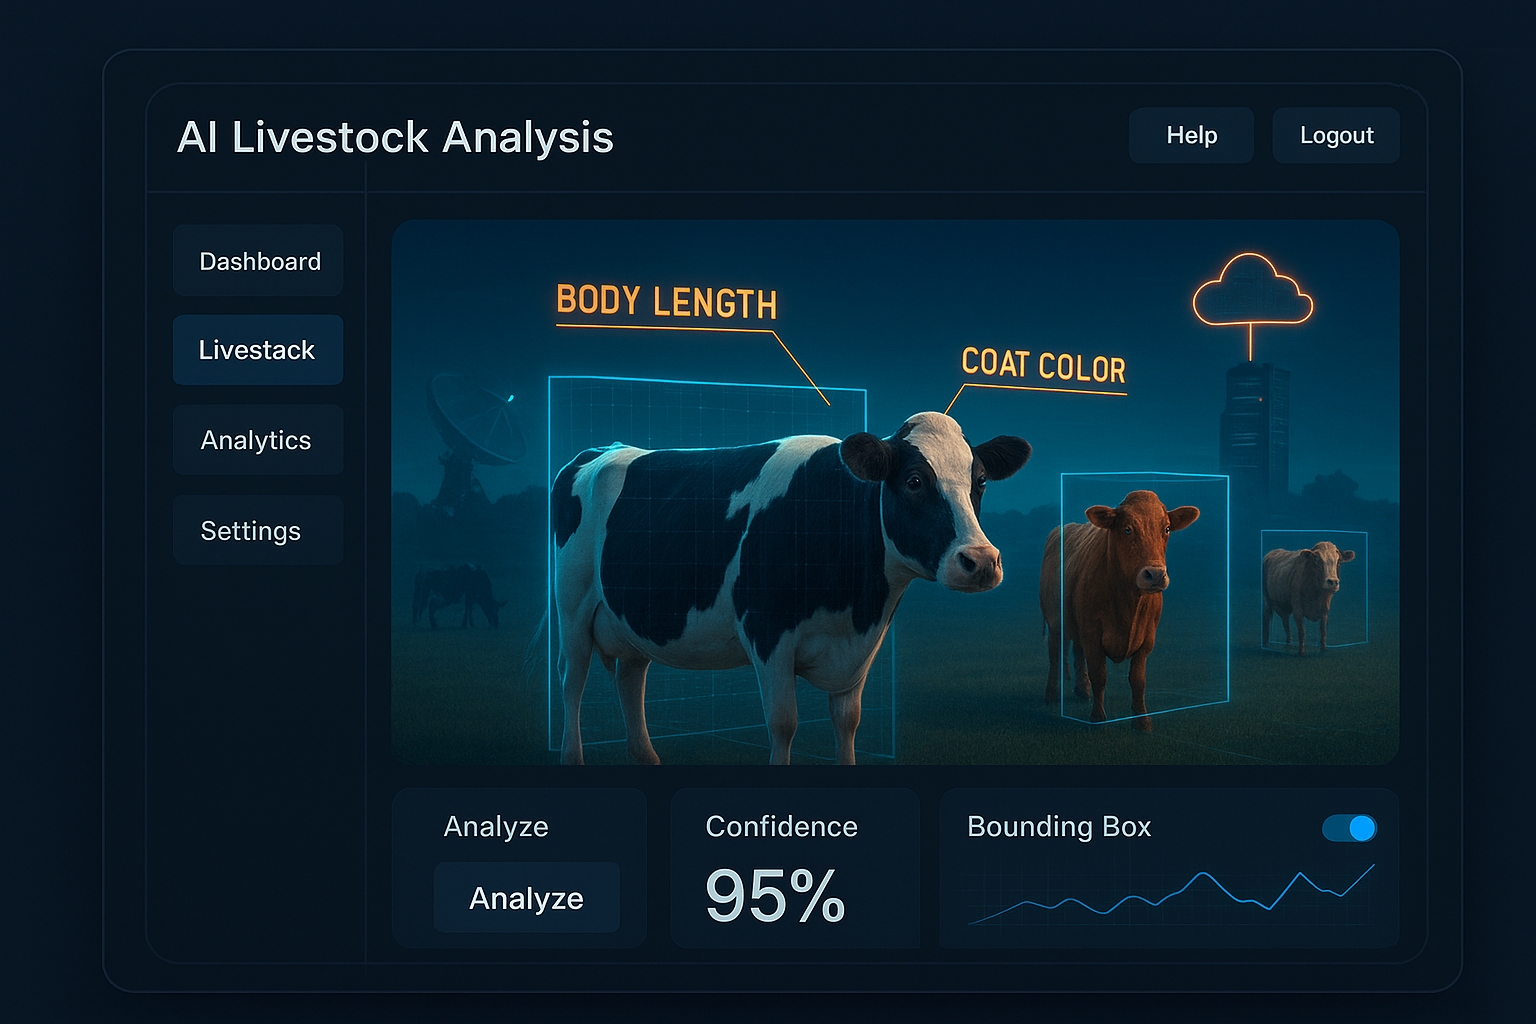 AI Livestock Analysis
Help
Logout
Dashboard
Livestack
Analytics
Settings
BODY LENGTH
COAT COLOR
Analyze
Analyze
Confidence
95%
Bounding Box